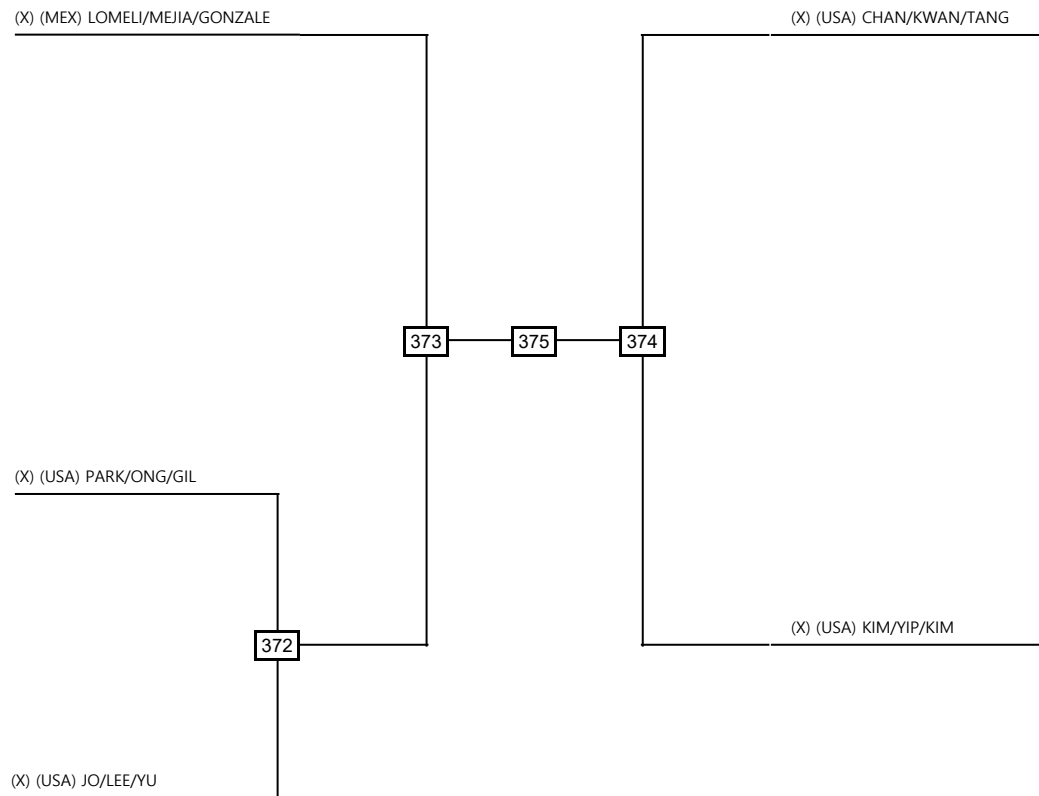 (X) (MEX) LOMELI/MEJIA/GONZALE
(X) (USA) CHAN/KWAN/TANG
373
375
374
(X) (USA) PARK/ONG/GIL
(X) (USA) KIM/YIP/KIM
372
(X) (USA) JO/LEE/YU